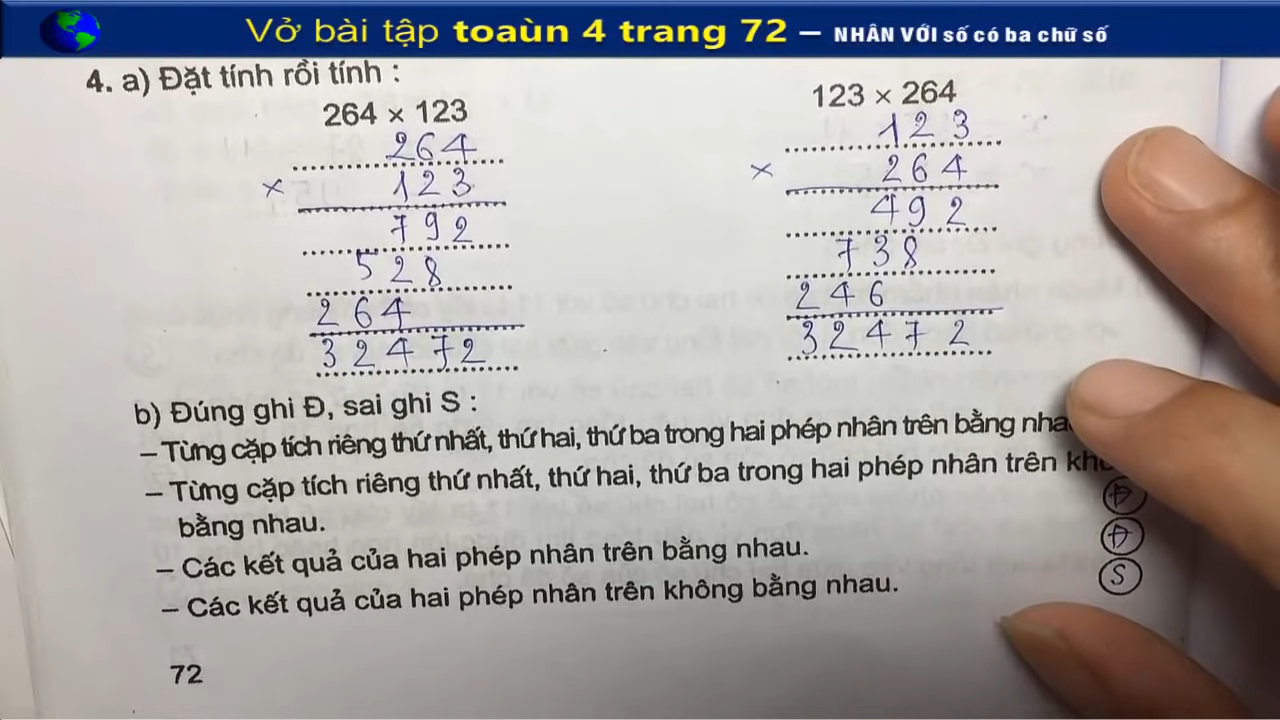 Vở bài tập toaùn 4 trang 72 – NHÂN VỚI số có ba chữ số
4. a) Đặt tính rồi tính :
264 × 123
264
× 123
792
528
264
32472
123 × 264
123
× 264
492
738
246
32472
b) Đúng ghi Đ, sai ghi S :
– Từng cặp tích riêng thứ nhất, thứ hai, thứ ba trong hai phép nhân trên bằng
– Từng cặp tích riêng thứ nhất, thứ hai, thứ ba trong hai phép nhân trên
bằng nhau. Đ
– Các kết quả của hai phép nhân trên bằng nhau. Đ
– Các kết quả của hai phép nhân trên không bằng nhau. S
72